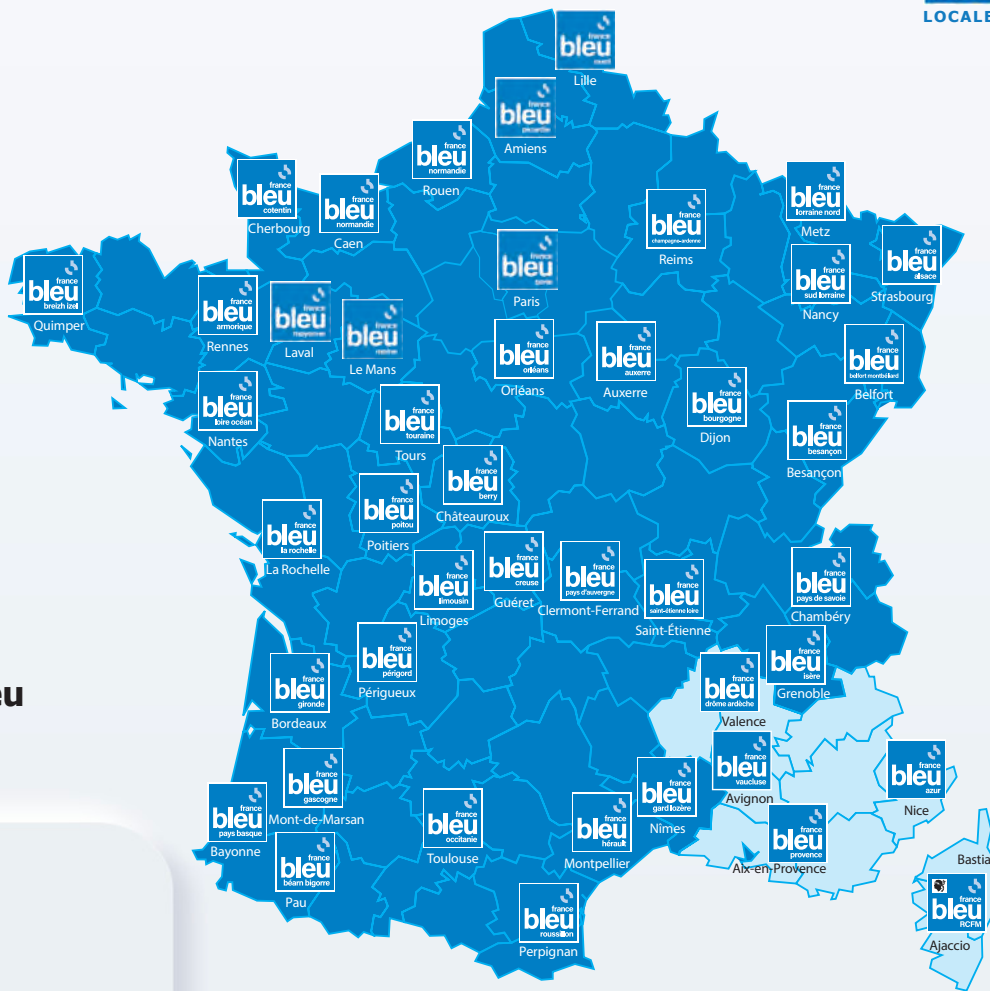 LOCALE
france
bleu
nord
Lille
france
bleu
picardie
Amiens
france
bleu
normandie
Rouen
france
bleu
cotentin
Cherbourg
france
bleu
normandie
Caen
france
bleu
champagne-ardenne
Reims
france
bleu
lorraine nord
Metz
france
bleu
alsace
Strasbourg
france
bleu
sud lorraine
Nancy
france
bleu
Paris
france
bleu
breizh izel
Quimper
france
bleu
armorique
Rennes
france
bleu
mayenne
Laval
france
bleu
maine
Le Mans
france
bleu
orléans
Orléans
france
bleu
auxerre
Auxerre
france
bleu
belfort montbéliard
Belfort
france
bleu
bourgogne
Dijon
france
bleu
loire océan
Nantes
france
bleu
touraine
Tours
france
bleu
besançon
Besançon
france
bleu
berry
Châteauroux
france
bleu
poitou
Poitiers
france
bleu
la rochelle
La Rochelle
france
bleu
limousin
Limoges
france
bleu
creuse
Guéret
france
bleu
pays d'auvergne
Clermont-Ferrand
france
bleu
saint-étienne loire
Saint-Étienne
france
bleu
pays de savoie
Chambéry
france
bleu
isère
Grenoble
france
bleu
périgord
Périgueux
france
bleu
gironde
Bordeaux
france
bleu
drôme ardèche
Valence
eu
france
bleu
vaucluse
Avignon
france
bleu
azur
Nice
france
bleu
gascogne
Mont-de-Marsan
france
bleu
gard lozère
Nîmes
france
bleu
pays basque
Bayonne
france
bleu
occitanie
Toulouse
france
bleu
hérault
Montpellier
france
bleu
provence
Aix-en-Provence
france
bleu
béarn bigorre
Pau
Bastia
france
bleu
RCFM
Ajaccio
france
bleu
roussillon
Perpignan